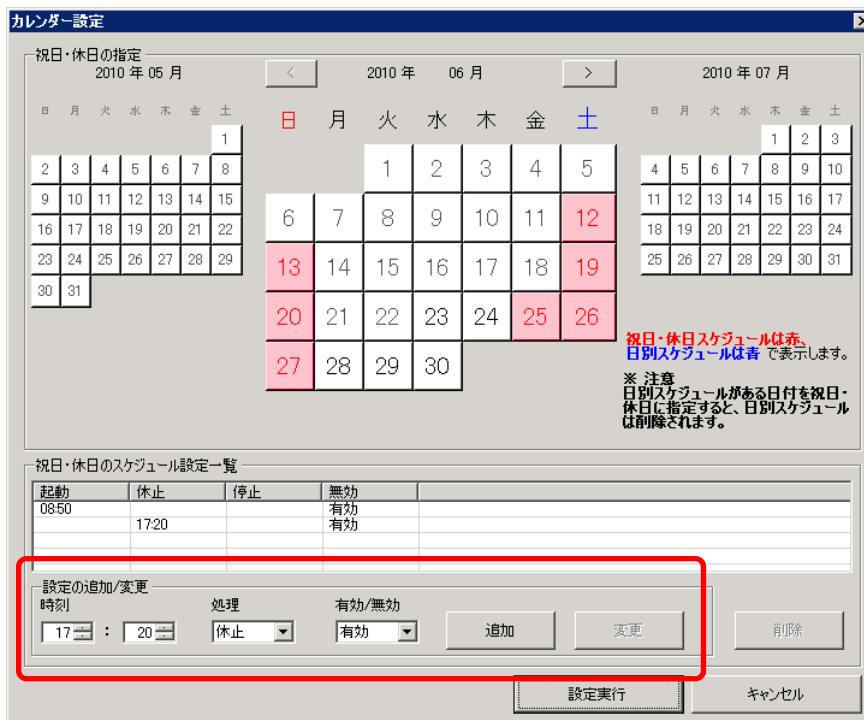 カレンダー設定
祝日・休日の指定
2010 年 05 月
日 月 火 水 木 金 土
1
2 3 4 5 6 7 8
9 10 11 12 13 14 15
16 17 18 19 20 21 22
23 24 25 26 27 28 29
30 31
< 2010 年 06 月 >
日 月 火 水 木 金 土
1 2 3 4 5
6 7 8 9 10 11 12
13 14 15 16 17 18 19
20 21 22 23 24 25 26
27 28 29 30
2010 年 07 月
日 月 火 水 木 金 土
1 2 3
4 5 6 7 8 9 10
11 12 13 14 15 16 17
18 19 20 21 22 23 24
25 26 27 28 29 30 31
祝日・休日スケジュールは赤、
日別スケジュールは青 で表示します。
※ 注意
日別スケジュールがある日付を祝日・
休日に指定すると、日別スケジュール
は削除されます。
祝日・休日のスケジュール設定一覧
起動 休止 停止 無効
08:50 有効
17:20 有効
設定の追加/変更
時刻 処理 有効/無効
17 : 20 休止 有効 追加 変更 削除
設定実行 キャンセル